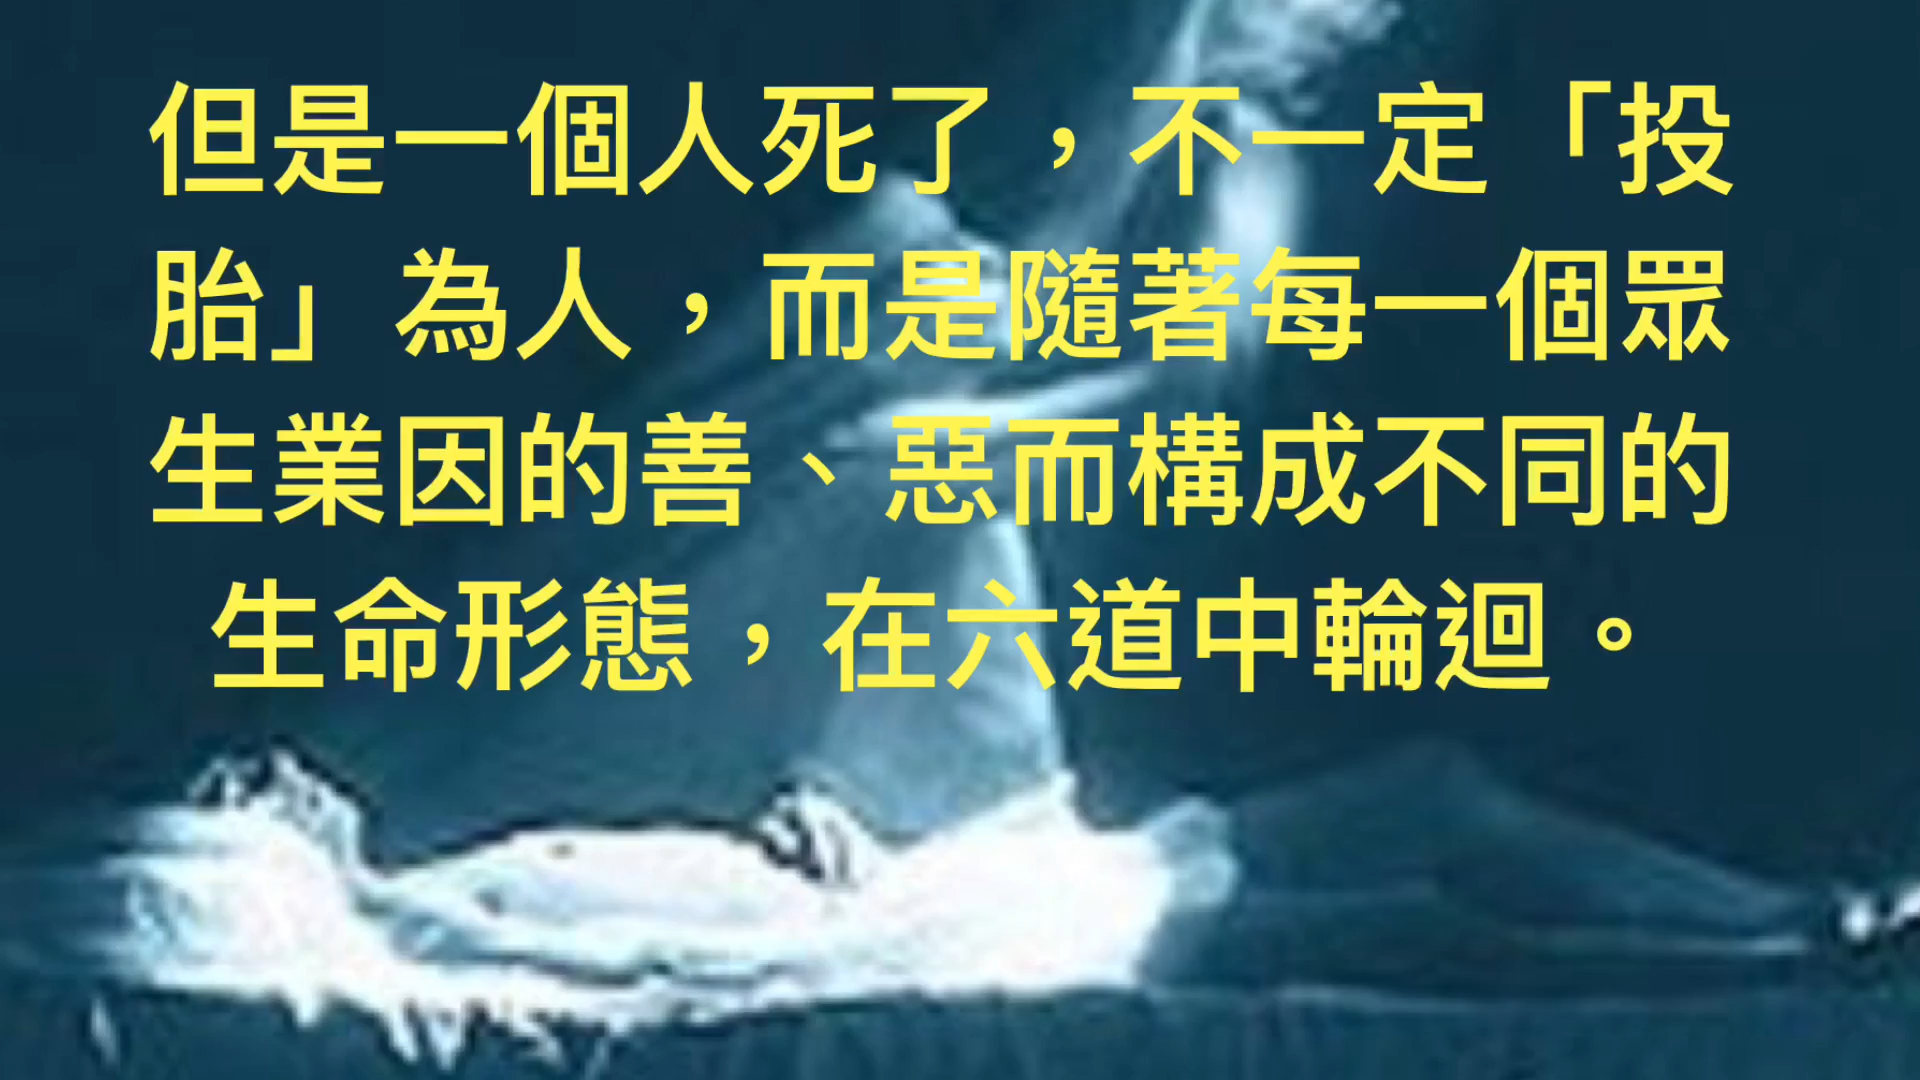 但是一個人死了，不一定「投
胎」為人，而是隨著每一個眾
生業因的善、惡而構成不同的
生命形態，在六道中輪迴。